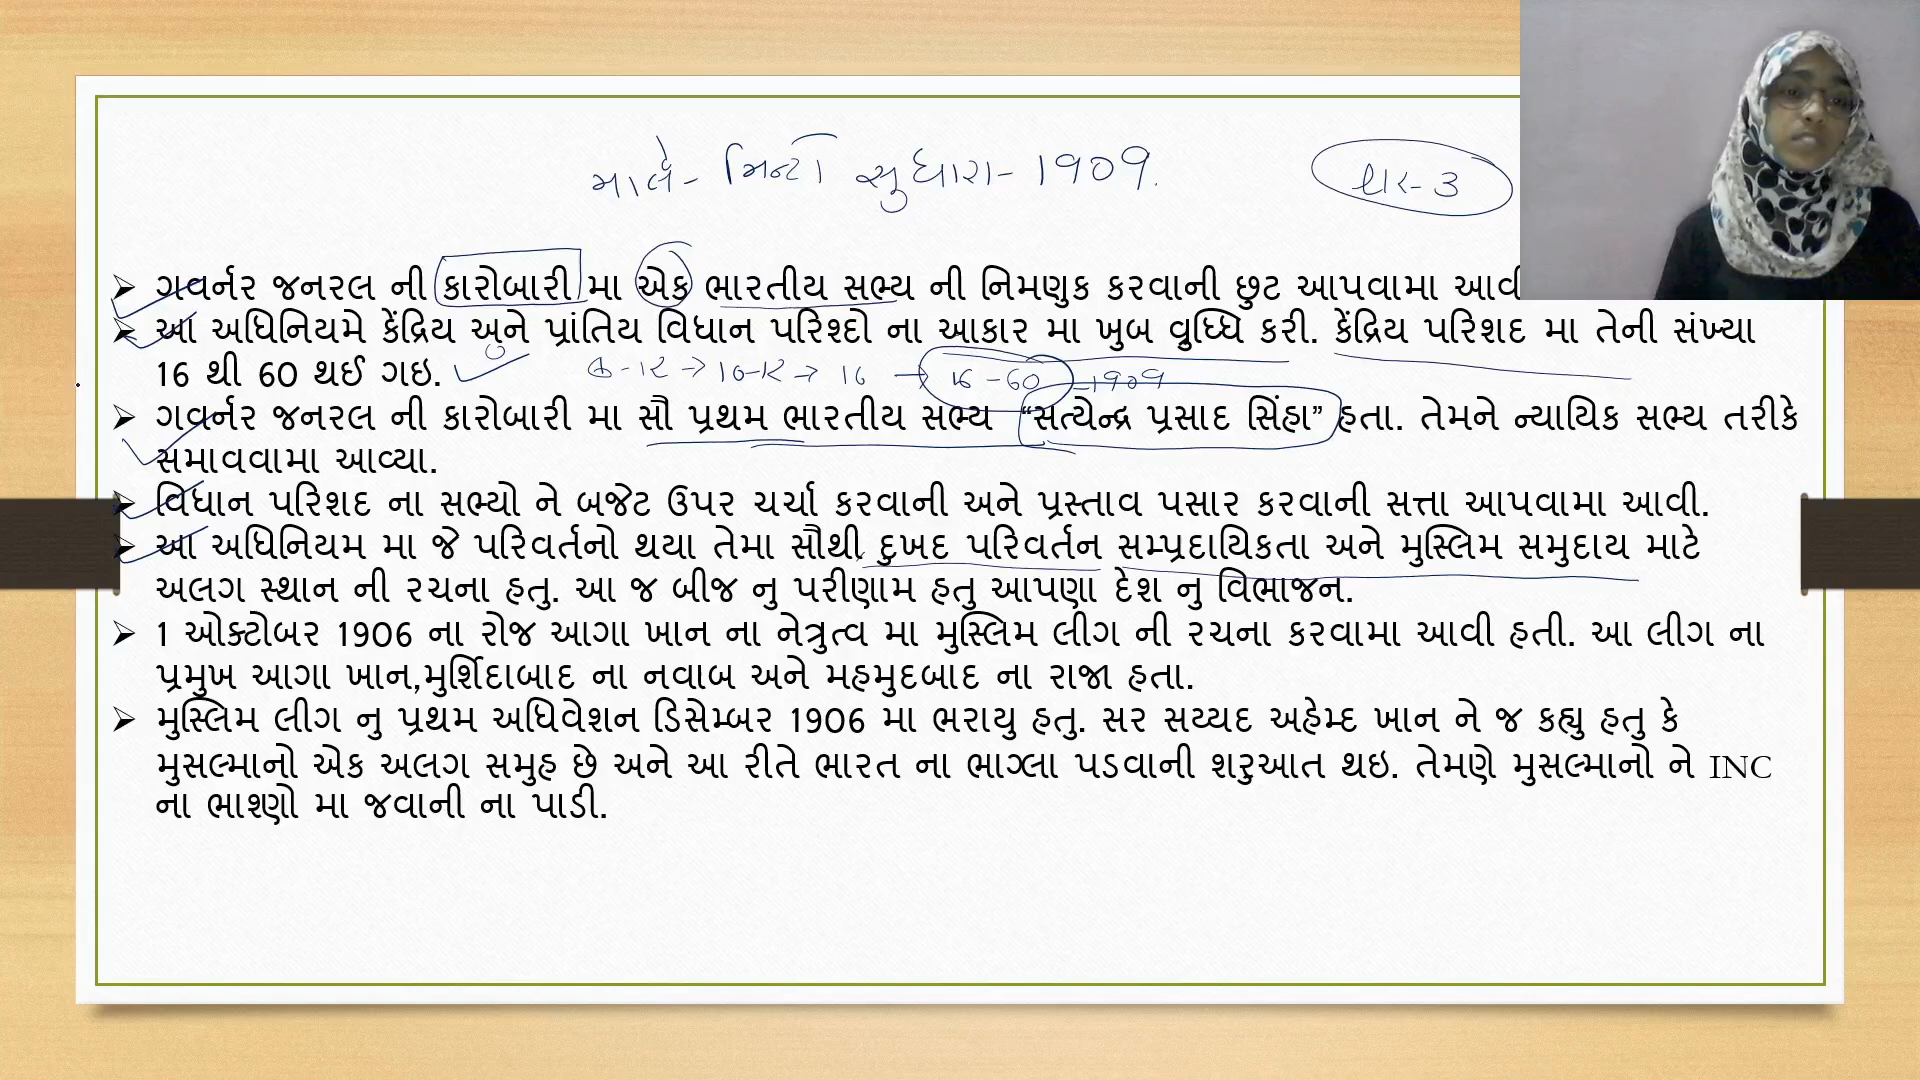 માર્લે - મિન્ટો સુધારા - 1909.
ભાગ - 3
➢ ગવર્નર જનરલ ની કારોબારી મા એક ભારતીય સભ્ય ની નિમણુક કરવાની છુટ આપવામા આવી
➢ આ અધિનિયમે કેંદ્રિય અને પ્રાંતિય વિધાન પરિશ્દો ના આકાર મા ખુબ વ્રુધ્ધિ કરી. કેંદ્રિય પરિશદ મા તેની સંખ્યા
16 થી 60 થઈ ગઇ.
6 - 12 → 10 - 12 → 16 → 16 - 60 - 1909
➢ ગવર્નર જનરલ ની કારોબારી મા સૌ પ્રથમ ભારતીય સભ્ય “સત્યેન્દ્ર પ્રસાદ સિંહા” હતા. તેમને ન્યાયિક સભ્ય તરીકે
સમાવવામા આવ્યા.
➢ વિધાન પરિશદ ના સભ્યો ને બજેટ ઉપર ચર્ચા કરવાની અને પ્રસ્તાવ પસાર કરવાની સત્તા આપવામા આવી.
➢ આ અધિનિયમ મા જે પરિવર્તનો થયા તેમા સૌથી દુખદ પરિવર્તન સમ્પ્રદાયિકતા અને મુસ્લિમ સમુદાય માટે
અલગ સ્થાન ની રચના હતુ. આ જ બીજ નુ પરીણામ હતુ આપણા દેશ નુ વિભાજન.
➢ 1 ઓક્ટોબર 1906 ના રોજ આગા ખાન ના નેત્રુત્વ મા મુસ્લિમ લીગ ની રચના કરવામા આવી હતી. આ લીગ ના
પ્રમુખ આગા ખાન,મુર્શિદાબાદ ના નવાબ અને મહમુદબાદ ના રાજા હતા.
➢ મુસ્લિમ લીગ નુ પ્રથમ અધિવેશન ડિસેમ્બર 1906 મા ભરાયુ હતુ. સર સય્યદ અહેમ્દ ખાન ને જ કહ્યુ હતુ કે
મુસલ્માનો એક અલગ સમુહ છે અને આ રીતે ભારત ના ભાગ્લા પડવાની શરુઆત થઇ. તેમણે મુસલ્માનો ને INC
ના ભાશ્ણો મા જવાની ના પાડી.